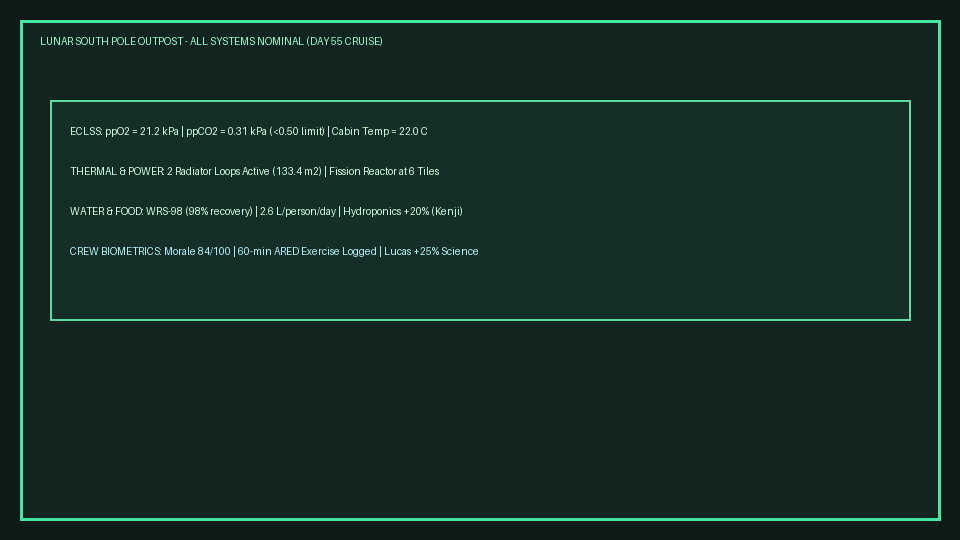 LUNAR SOUTH POLE OUTPOST - ALL SYSTEMS NOMINAL (DAY 55 CRUISE)
ECLSS: ppO2 = 21.2 kPa | ppCO2 = 0.31 kPa (<0.50 limit) | Cabin Temp = 22.0 C
THERMAL & POWER: 2 Radiator Loops Active (133.4 m2) | Fission Reactor at 6 Tiles
WATER & FOOD: WRS-98 (98% recovery) | 2.6 L/person/day | Hydroponics +20% (Kenji)
CREW BIOMETRICS: Morale 84/100 | 60-min ARED Exercise Logged | Lucas +25% Science